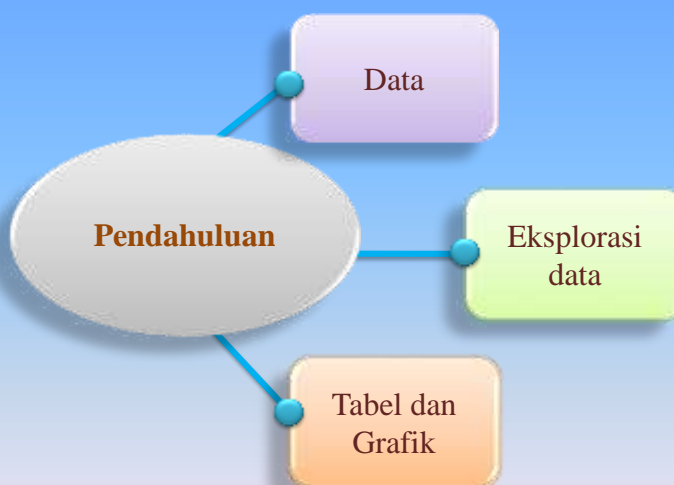 Data
Pendahuluan
Eksplorasi
data
Tabel dan
Grafik